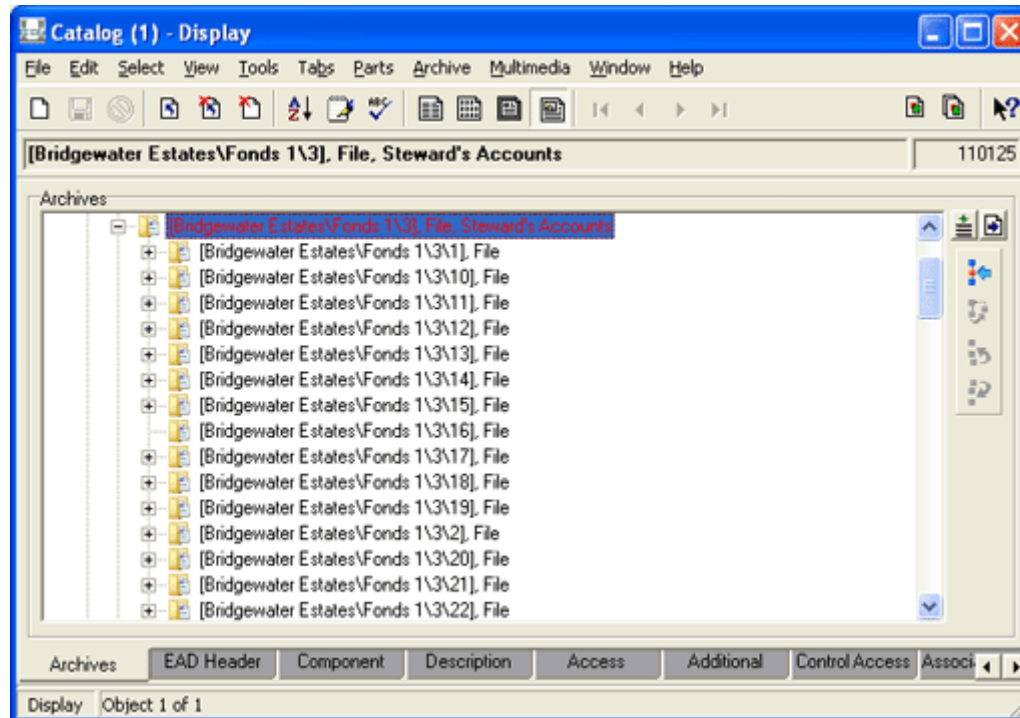 Catalog (1) - Display
File Edit Select View Tools Tabs Parts Archive Multimedia Window Help
[Bridgewater Estates\Fonds 1\3], File, Steward's Accounts 110125
Archives
[Bridgewater Estates\Fonds 1\3], File, Steward's Accounts
[Bridgewater Estates\Fonds 1\3\1], File
[Bridgewater Estates\Fonds 1\3\10], File
[Bridgewater Estates\Fonds 1\3\11], File
[Bridgewater Estates\Fonds 1\3\12], File
[Bridgewater Estates\Fonds 1\3\13], File
[Bridgewater Estates\Fonds 1\3\14], File
[Bridgewater Estates\Fonds 1\3\15], File
[Bridgewater Estates\Fonds 1\3\16], File
[Bridgewater Estates\Fonds 1\3\17], File
[Bridgewater Estates\Fonds 1\3\18], File
[Bridgewater Estates\Fonds 1\3\19], File
[Bridgewater Estates\Fonds 1\3\2], File
[Bridgewater Estates\Fonds 1\3\20], File
[Bridgewater Estates\Fonds 1\3\21], File
[Bridgewater Estates\Fonds 1\3\22], File
Archives EAD Header Component Description Access Additional Control Access Associ
Display Object 1 of 1